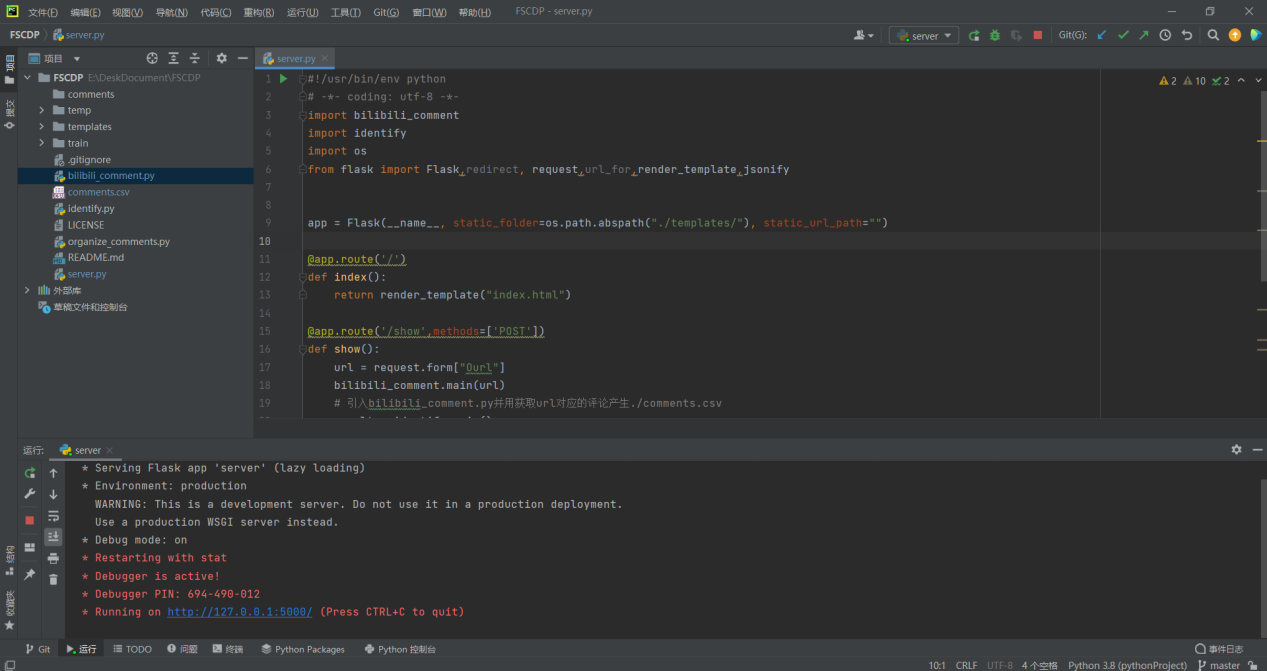 文件(F) 编辑(E) 视图(V) 导航(N) 代码(C) 重构(R) 运行(U) 工具(T) Git(G) 窗口(W) 帮助(H) FSCDP - server.py
FSCDP server.py server Git(G):
项目 server.py
FSCDP E:\DeskDocument\FSCDP
comments
temp
templates
train
.gitignore
bilibili_comment.py
comments.csv
identify.py
LICENSE
organize_comments.py
README.md
server.py
外部库
草稿文件和控制台
项目
提交
结构
收藏夹
2 10 2
1 #!/usr/bin/env python
2 # -*- coding: utf-8 -*-
3 import bilibili_comment
4 import identify
5 import os
6 from flask import Flask,redirect, request,url_for,render_template,jsonify
7
8
9 app = Flask(__name__, static_folder=os.path.abspath("./templates/"), static_url_path="")
10
11 @app.route('/')
12 def index():
13 return render_template("index.html")
14
15 @app.route('/show',methods=['POST'])
16 def show():
17 url = request.form["Ourl"]
18 bilibili_comment.main(url)
19 # 引入bilibili_comment.py并用获取url对应的评论产生./comments.csv
运行: server
* Serving Flask app 'server' (lazy loading)
* Environment: production
WARNING: This is a development server. Do not use it in a production deployment.
Use a production WSGI server instead.
* Debug mode: on
* Restarting with stat
* Debugger is active!
* Debugger PIN: 694-490-012
* Running on http://127.0.0.1:5000/ (Press CTRL+C to quit)
Git 运行 TODO 问题 终端 Python Packages Python 控制台 事件日志
10:1 CRLF UTF-8 4 个空格 Python 3.8 (pythonProject) master